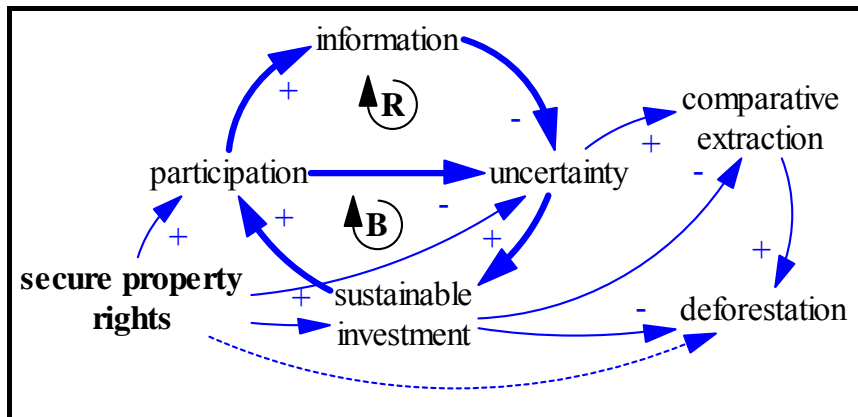 information
+
R
-
comparative
extraction
+
-
participation
uncertainty
+
B
-
+
+
+
secure property
rights
+
sustainable
investment
-
deforestation